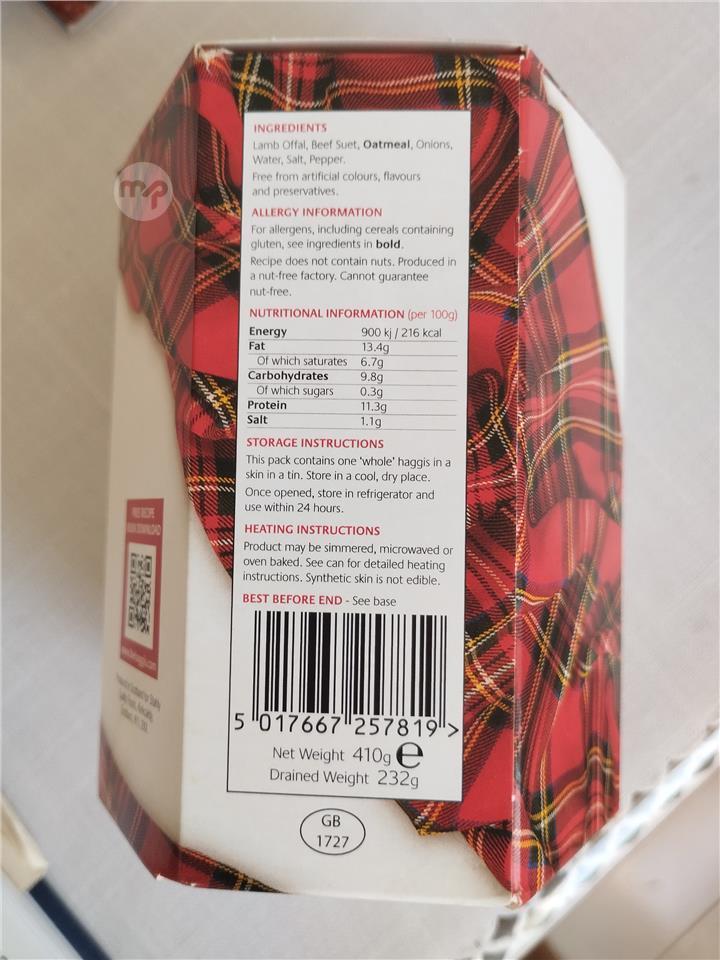 INGREDIENTS
Lamb Offal, Beef Suet, Oatmeal, Onions,
Water, Salt, Pepper.
Free from artificial colours, flavours
and preservatives.
ALLERGY INFORMATION
For allergens, including cereals containing
gluten, see ingredients in bold.
Recipe does not contain nuts. Produced in
a nut-free factory. Cannot guarantee
nut-free.
NUTRITIONAL INFORMATION (per 100g)
Energy 900 kj / 216 kcal
Fat 13.4g
Of which saturates 6.7g
Carbohydrates 9.8g
Of which sugars 0.3g
Protein 11.3g
Salt 1.1g
STORAGE INSTRUCTIONS
This pack contains one 'whole' haggis in a
skin in a tin. Store in a cool, dry place.
Once opened, store in refrigerator and
use within 24 hours.
HEATING INSTRUCTIONS
Product may be simmered, microwaved or
oven baked. See can for detailed heating
instructions. Synthetic skin is not edible.
BEST BEFORE END - See base
5 017667 257819 >
Net Weight 410g e
Drained Weight 232g
GB
1727
mp
FREE RECIPE
DOWNLOAD